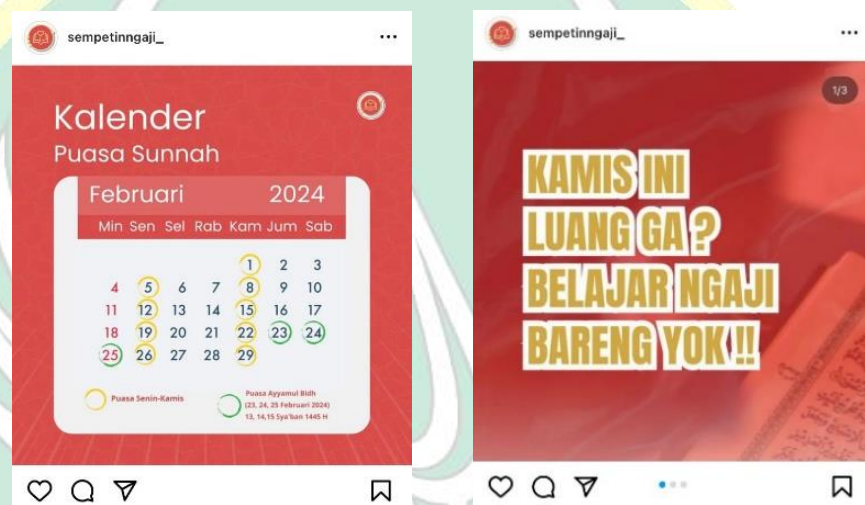 sempetinngaji_
Kalender
Puasa Sunnah
Februari 2024
Min Sen Sel Rab Kam Jum Sab
1 2 3
4 5 6 7 8 9 10
11 12 13 14 15 16 17
18 19 20 21 22 23 24
25 26 27 28 29
Puasa Senin-Kamis
Puasa Ayyamul Bidh
(23, 24, 25 Februari 2024)
13, 14,15 Sya'ban 1445 H
sempetinngaji_
1/3
KAMIS INI
LUANG GA ?
BELAJAR NGAJI
BARENG YOK !!